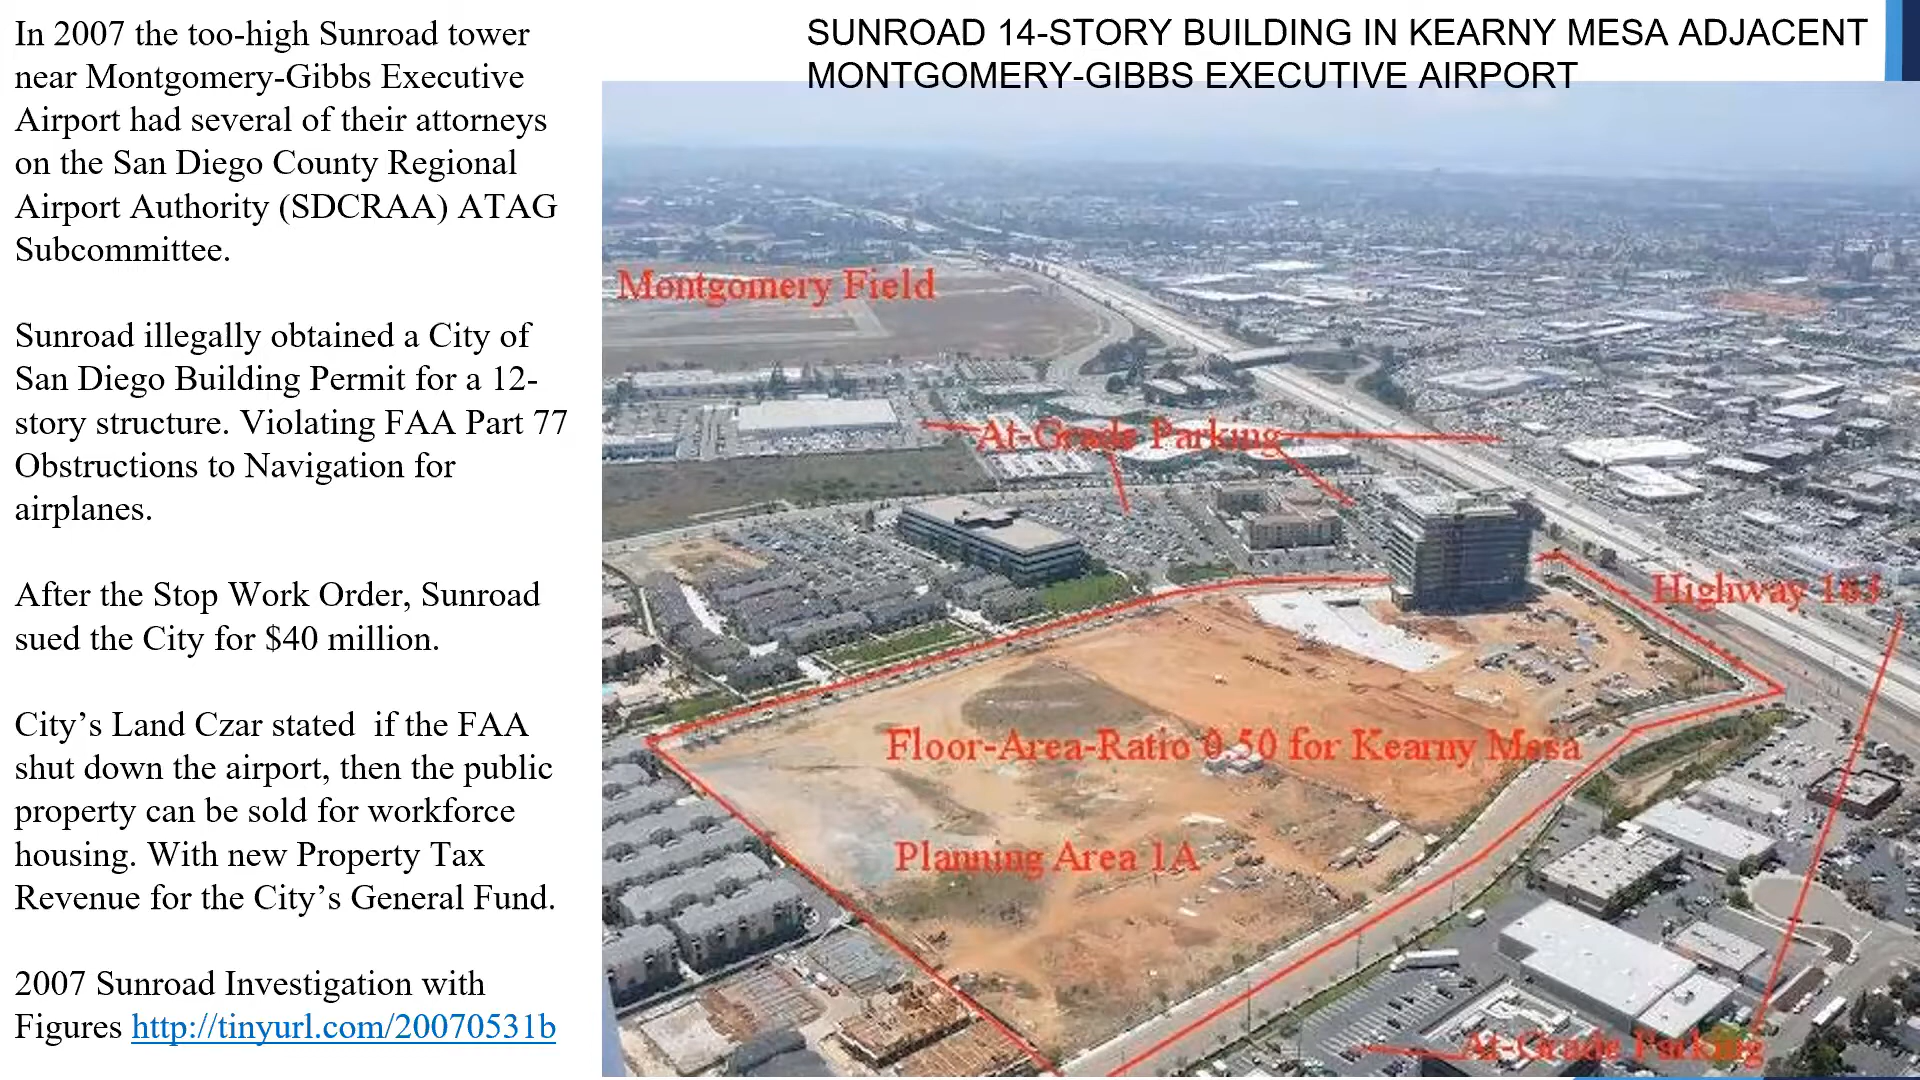 In 2007 the too-high Sunroad tower
near Montgomery-Gibbs Executive
Airport had several of their attorneys
on the San Diego County Regional
Airport Authority (SDCRAA) ATAG
Subcommittee.
Sunroad illegally obtained a City of
San Diego Building Permit for a 12-
story structure. Violating FAA Part 77
Obstructions to Navigation for
airplanes.
After the Stop Work Order, Sunroad
sued the City for $40 million.
City’s Land Czar stated  if the FAA
shut down the airport, then the public
property can be sold for workforce
housing. With new Property Tax
Revenue for the City’s General Fund.
2007 Sunroad Investigation with
Figures http://tinyurl.com/20070531b
SUNROAD 14-STORY BUILDING IN KEARNY MESA ADJACENT
MONTGOMERY-GIBBS EXECUTIVE AIRPORT
Montgomery Field
At-Grade Parking
Highway 163
Floor-Area-Ratio 0.50 for Kearny Mesa
Planning Area 1A
At-Grade Parking